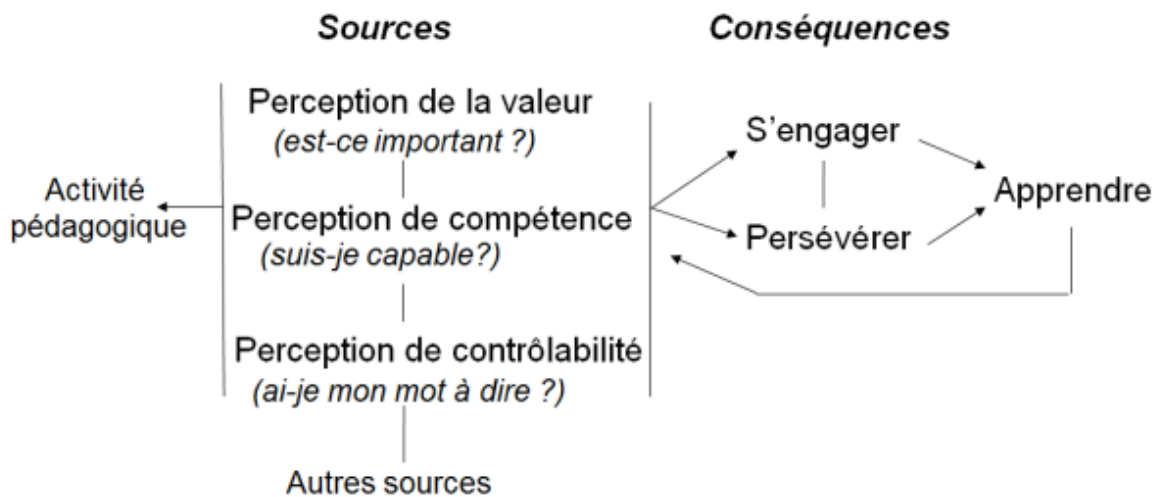 Sources
Conséquences
Perception de la valeur
(est-ce important ?)
S'engager
Activité
pédagogique
Perception de compétence
(suis-je capable?)
Persévérer
Apprendre
Perception de contrôlabilité
(ai-je mon mot à dire ?)
Autres sources